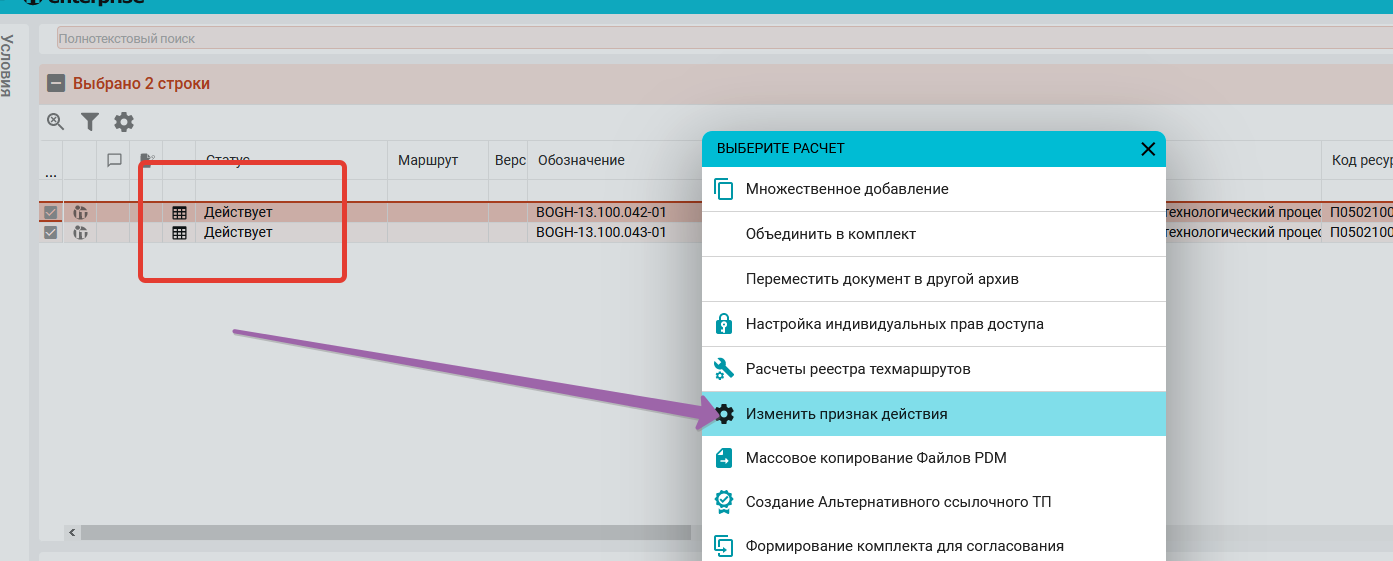 enterprise
Условия
Полнотекстовый поиск
Выбрано 2 строки
... Статус Маршрут Верс Обозначение Код ресур
Действует BOGH-13.100.042-01 технологический процес П0502100
Действует BOGH-13.100.043-01 технологический процес П0502100
ВЫБЕРИТЕ РАСЧЕТ
Множественное добавление
Объединить в комплект
Переместить документ в другой архив
Настройка индивидуальных прав доступа
Расчеты реестра техмаршрутов
Изменить признак действия
Массовое копирование Файлов PDM
Создание Альтернативного ссылочного ТП
Формирование комплекта для согласования